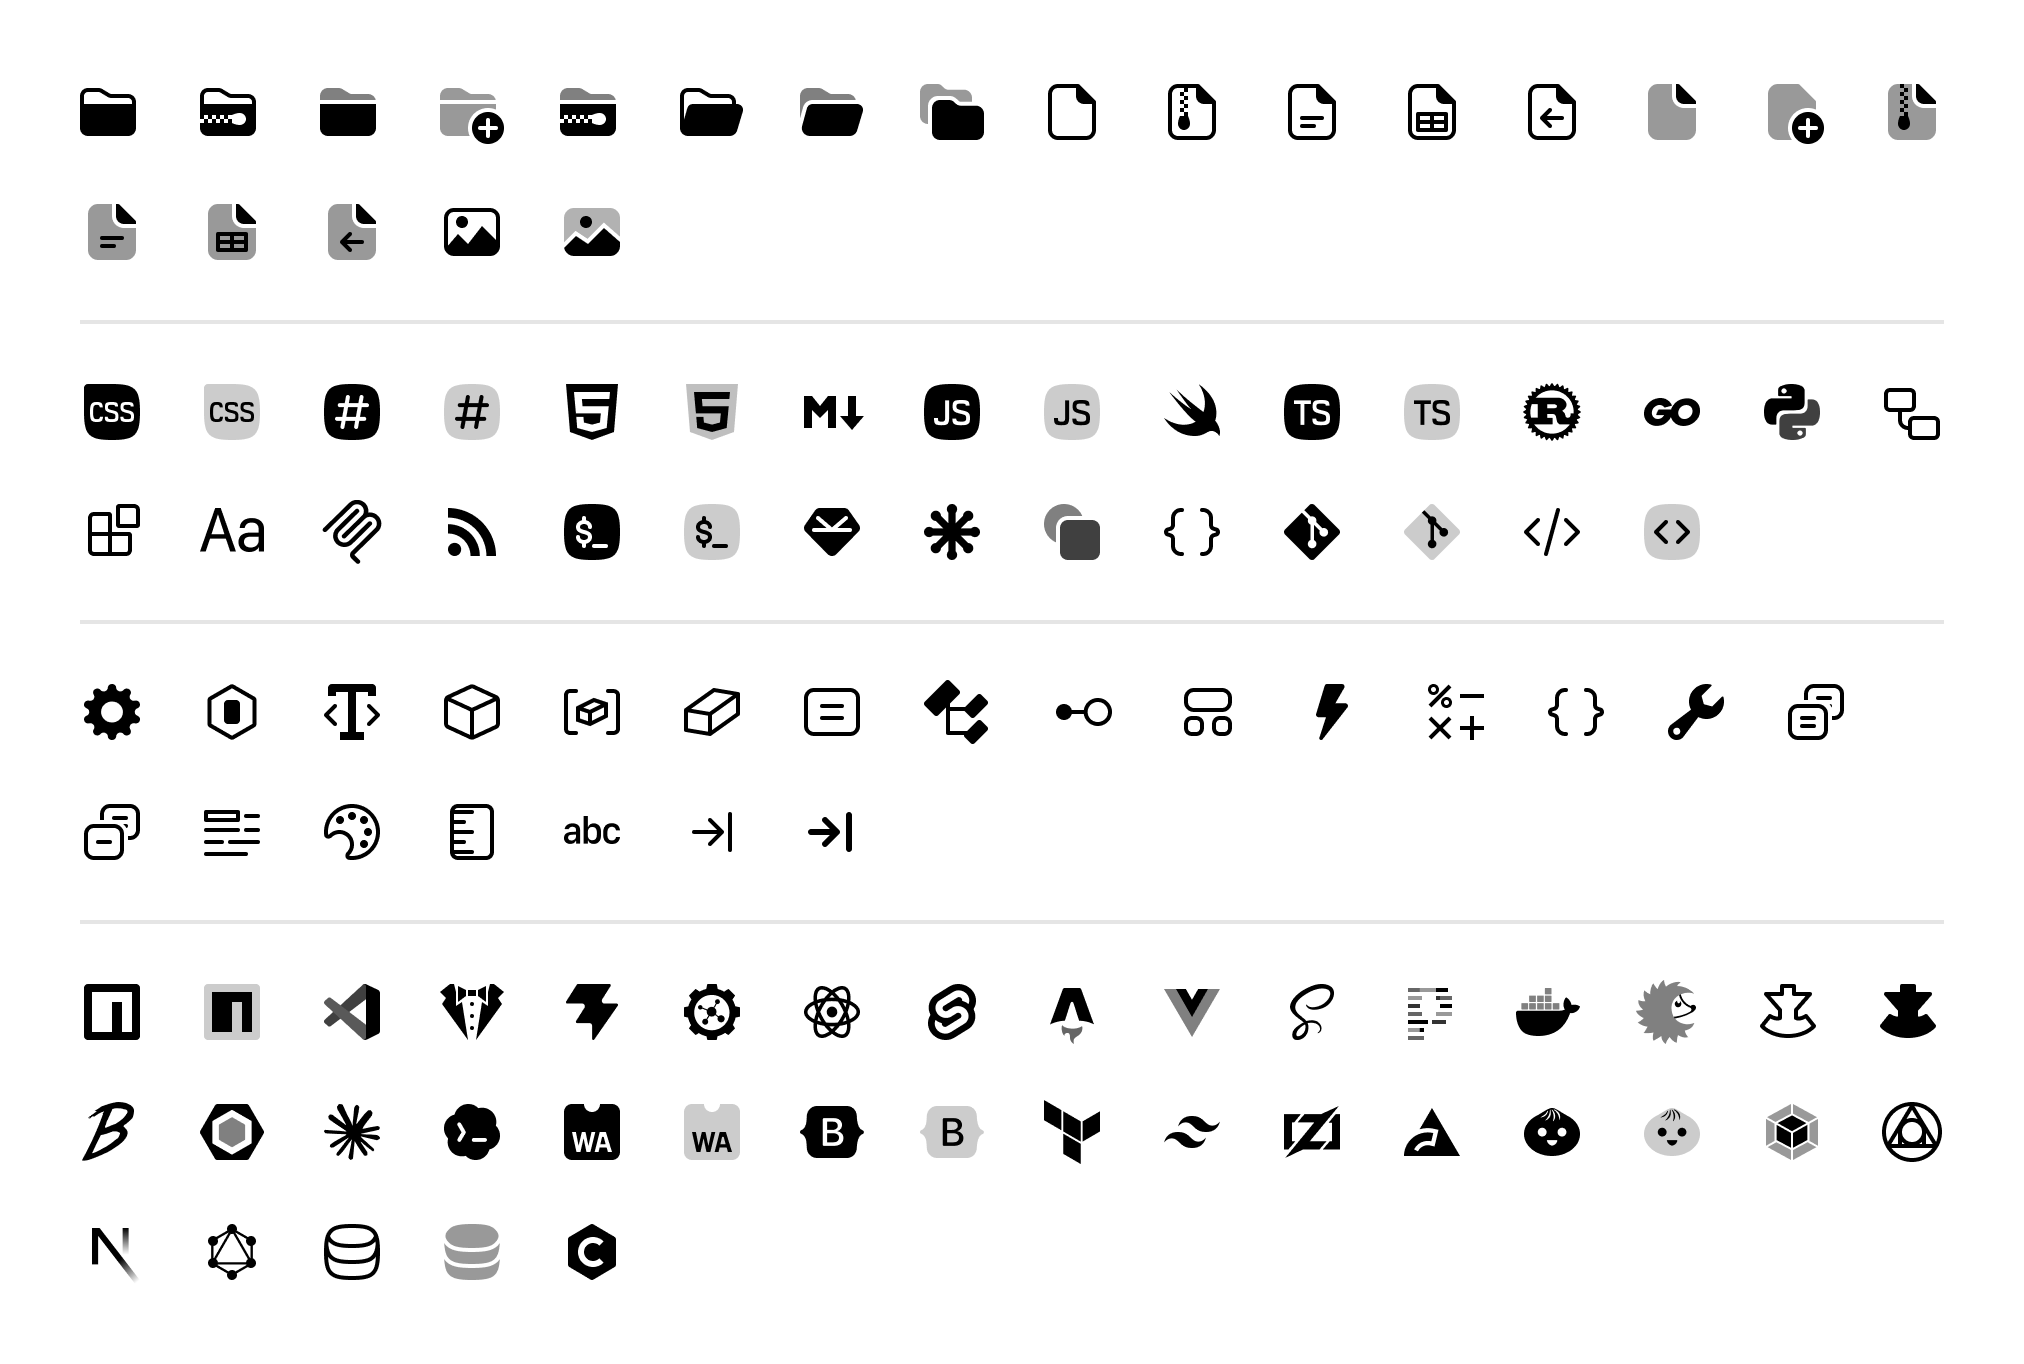 CSS CSS # # 5 5 M JS JS TS TS R GO
Aa $_ $_ { } </> <>
<T> = % − × + { } =
− abc
S
B >_ WA WA B B Z
N C